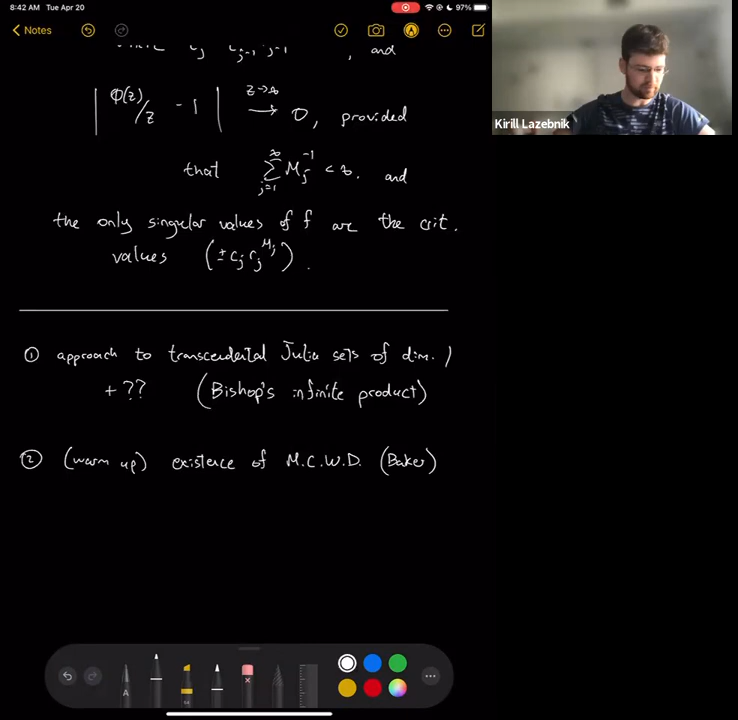 8:42 AM Tue Apr 20
97%
Notes
and
| Φ(z)/z - 1 | z→∞ → 0, provided
that ∑ j=1 ∞ M_j^{-1} < ∞. and
the only singular values of f are the crit.
values (± c_j r_j^{M_j}).
① approach to transcendental Julia sets of dim. 1
+ ?? (Bishop's infinite product)
② (warm up) existence of M.C.W.D. (Baker)
A
Kirill Lazebnik